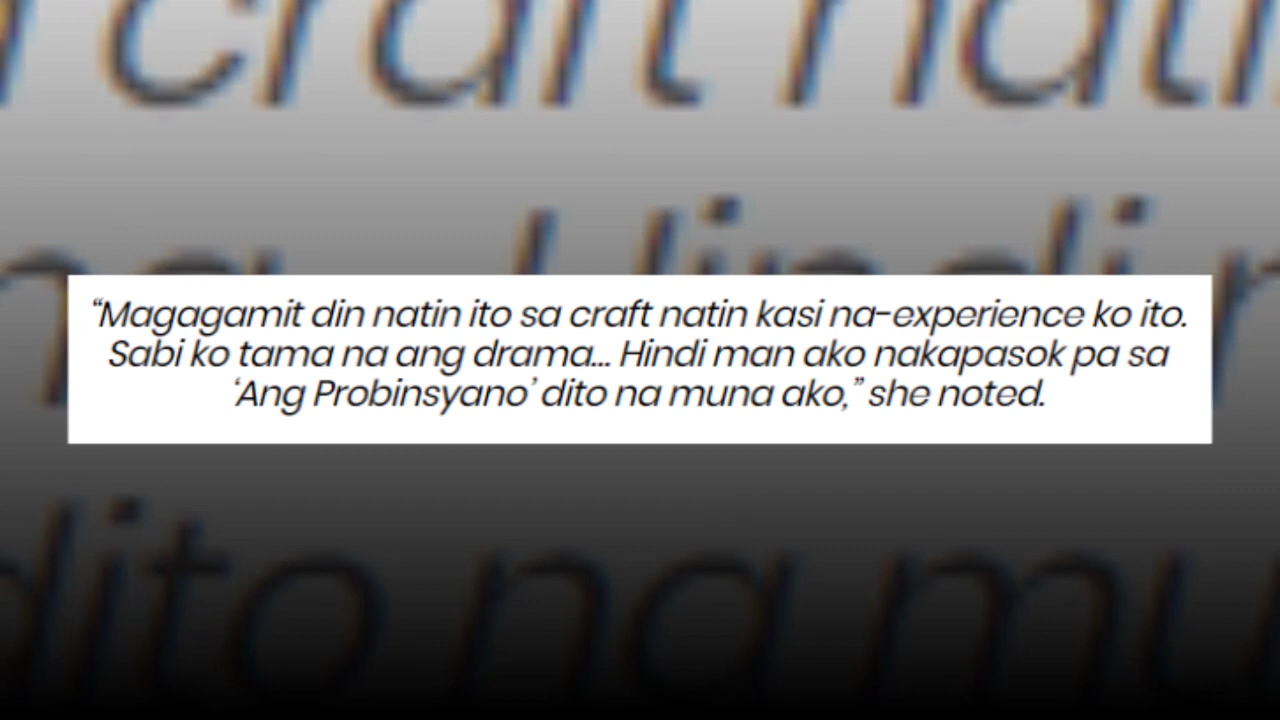 “Magagamit din natin ito sa craft natin kasi na-experience ko ito.
Sabi ko tama na ang drama... Hindi man ako nakapasok pa sa
‘Ang Probinsyano’ dito na muna ako,” she noted.